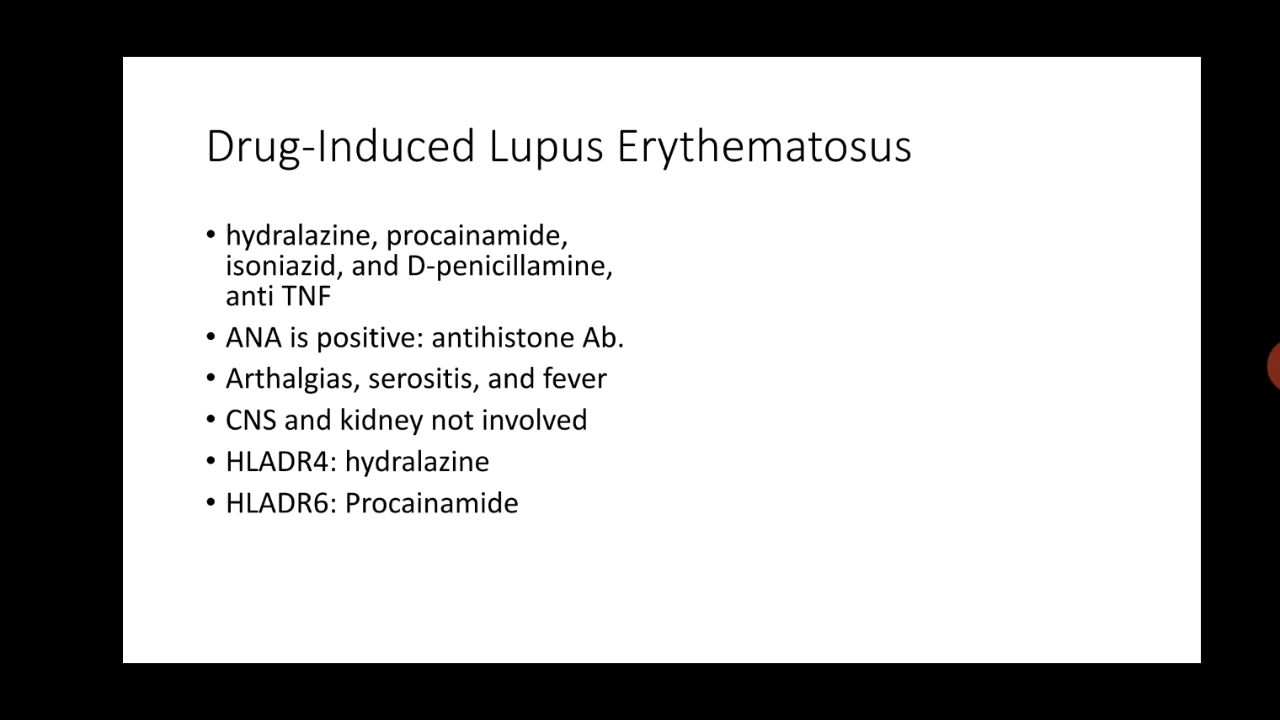 Drug-Induced Lupus Erythematosus
• hydralazine, procainamide,
isoniazid, and D-penicillamine,
anti TNF
• ANA is positive: antihistone Ab.
• Arthalgias, serositis, and fever
• CNS and kidney not involved
• HLADR4: hydralazine
• HLADR6: Procainamide